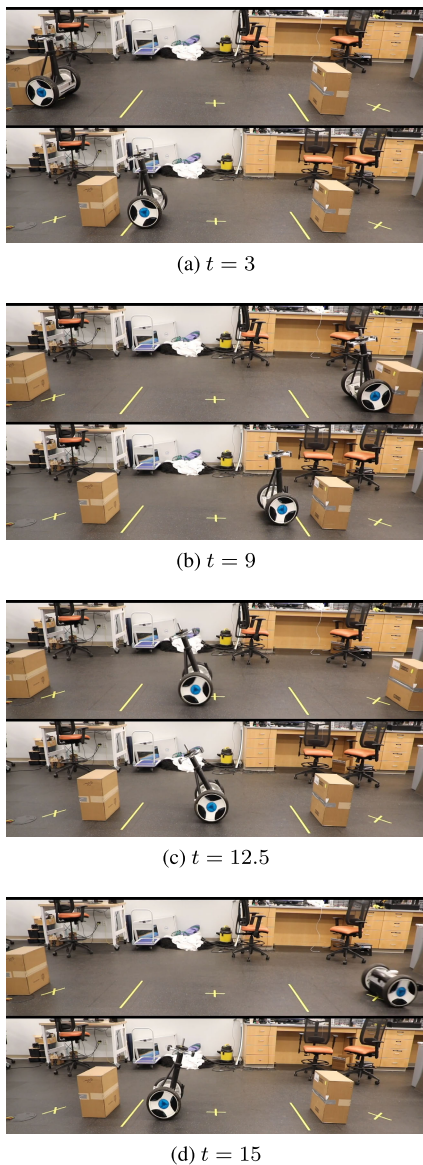 (a) t = 3
(b) t = 9
(c) t = 12.5
(d) t = 15